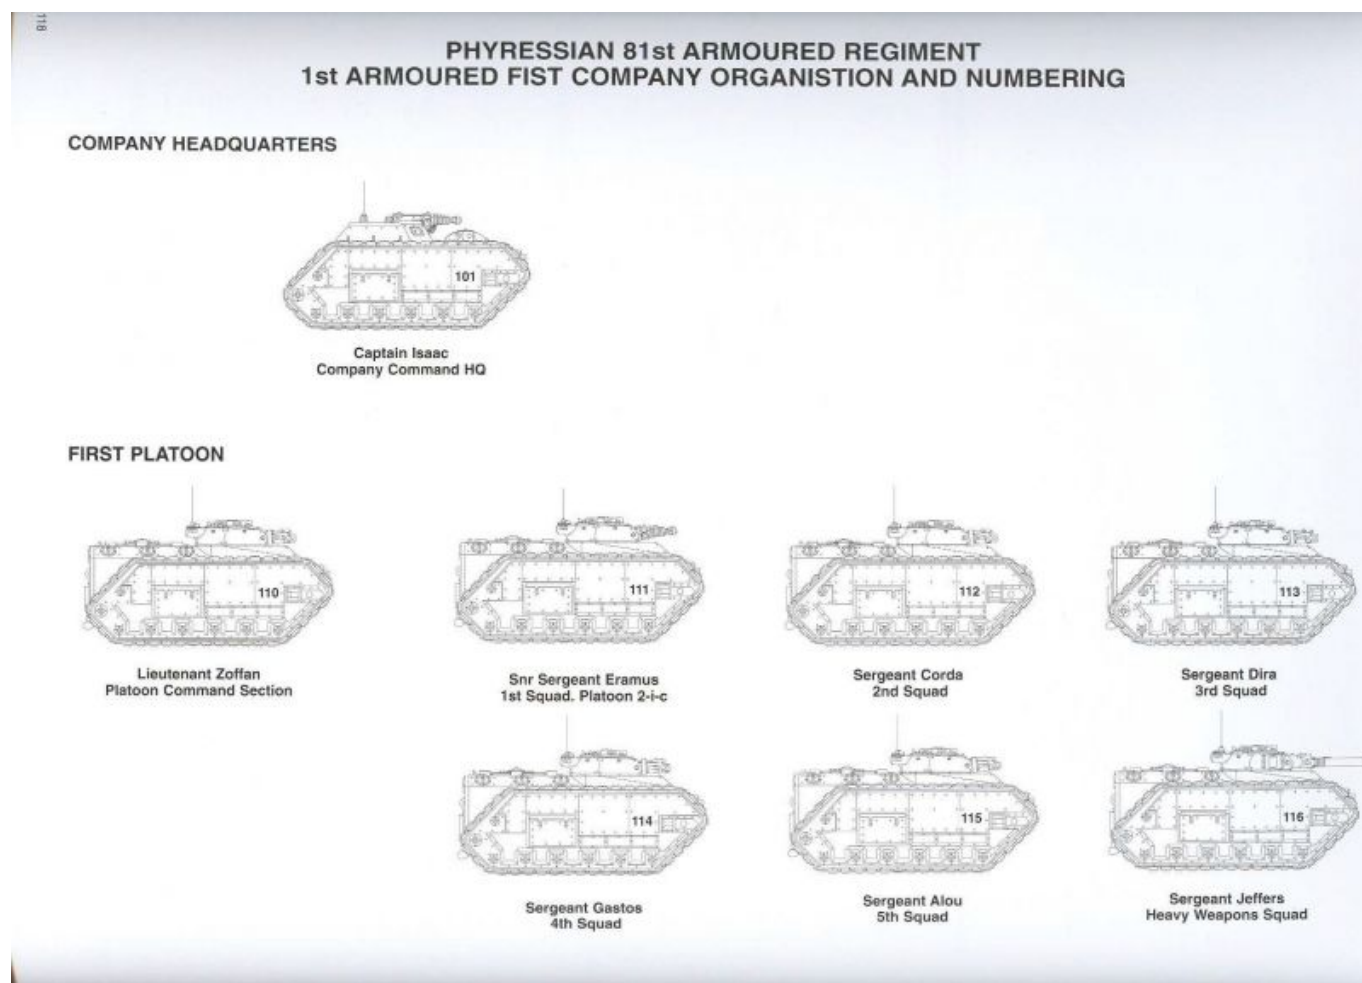 118
PHYRESSIAN 81st ARMOURED REGIMENT
1st ARMOURED FIST COMPANY ORGANISTION AND NUMBERING
COMPANY HEADQUARTERS
101
Captain Isaac
Company Command HQ
FIRST PLATOON
110
Lieutenant Zoffan
Platoon Command Section
111
Snr Sergeant Eramus
1st Squad. Platoon 2-i-c
112
Sergeant Corda
2nd Squad
113
Sergeant Dira
3rd Squad
114
Sergeant Gastos
4th Squad
115
Sergeant Alou
5th Squad
116
Sergeant Jeffers
Heavy Weapons Squad